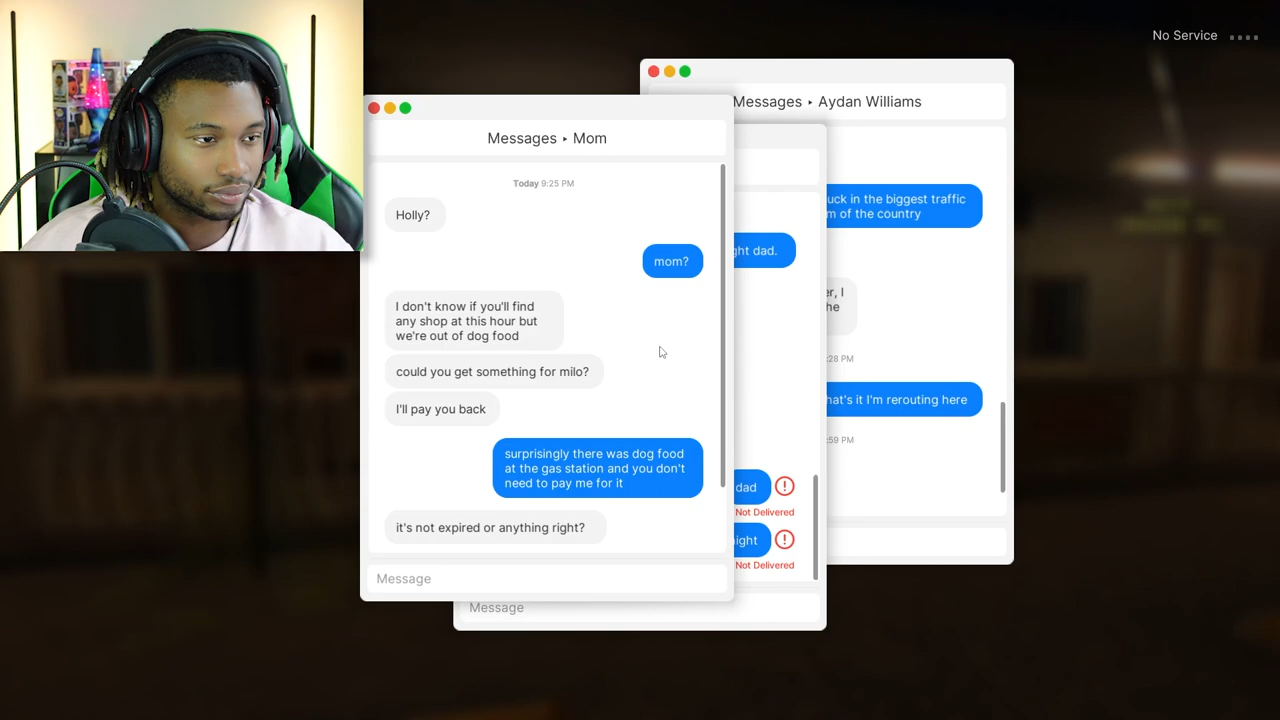 No Service
Messages ▸ Aydan Williams
Messages ▸ Mom
Today 9:25 PM
Holly?
mom?
I don't know if you'll find
any shop at this hour but
we're out of dog food
could you get something for milo?
I'll pay you back
surprisingly there was dog food
at the gas station and you don't
need to pay me for it
it's not expired or anything right?
Message
dad.
dad
Not Delivered
Not Delivered
Message
in the biggest traffic
of the country
I
:28 PM
it I'm rerouting here
:59 PM